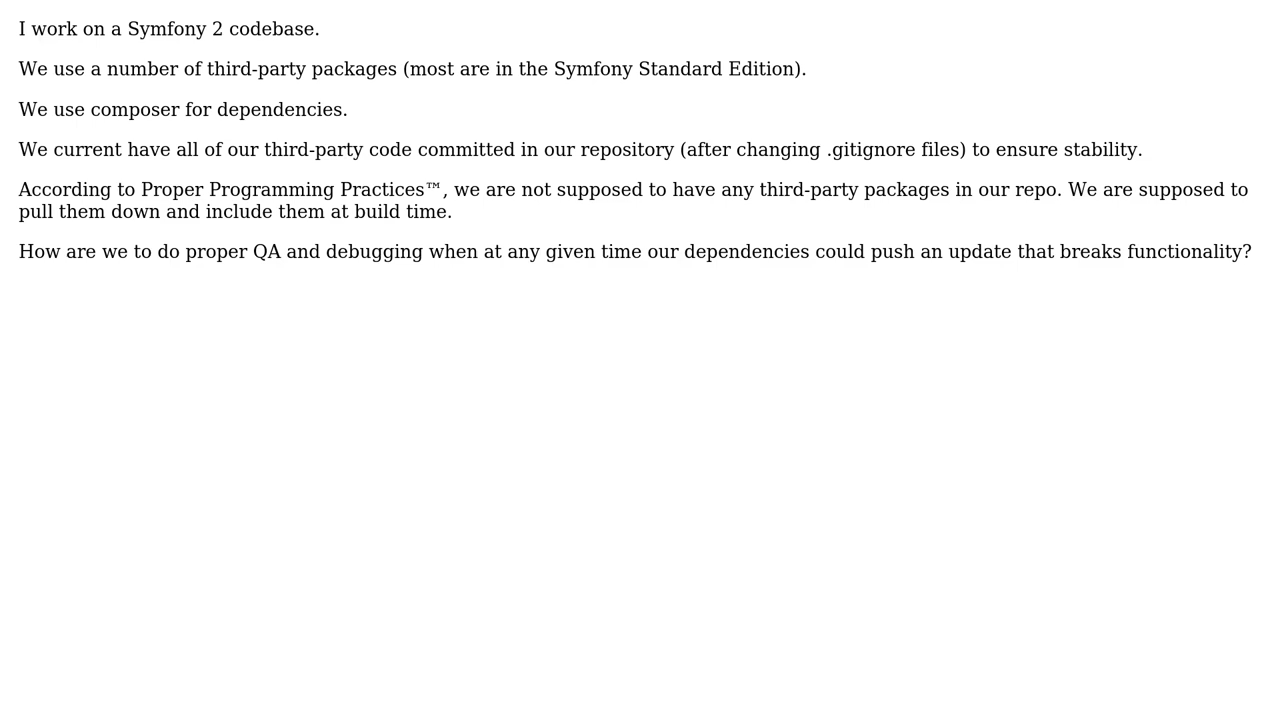 I work on a Symfony 2 codebase.
We use a number of third-party packages (most are in the Symfony Standard Edition).
We use composer for dependencies.
We current have all of our third-party code committed in our repository (after changing .gitignore files) to ensure stability.
According to Proper Programming Practices™, we are not supposed to have any third-party packages in our repo. We are supposed to
pull them down and include them at build time.
How are we to do proper QA and debugging when at any given time our dependencies could push an update that breaks functionality?